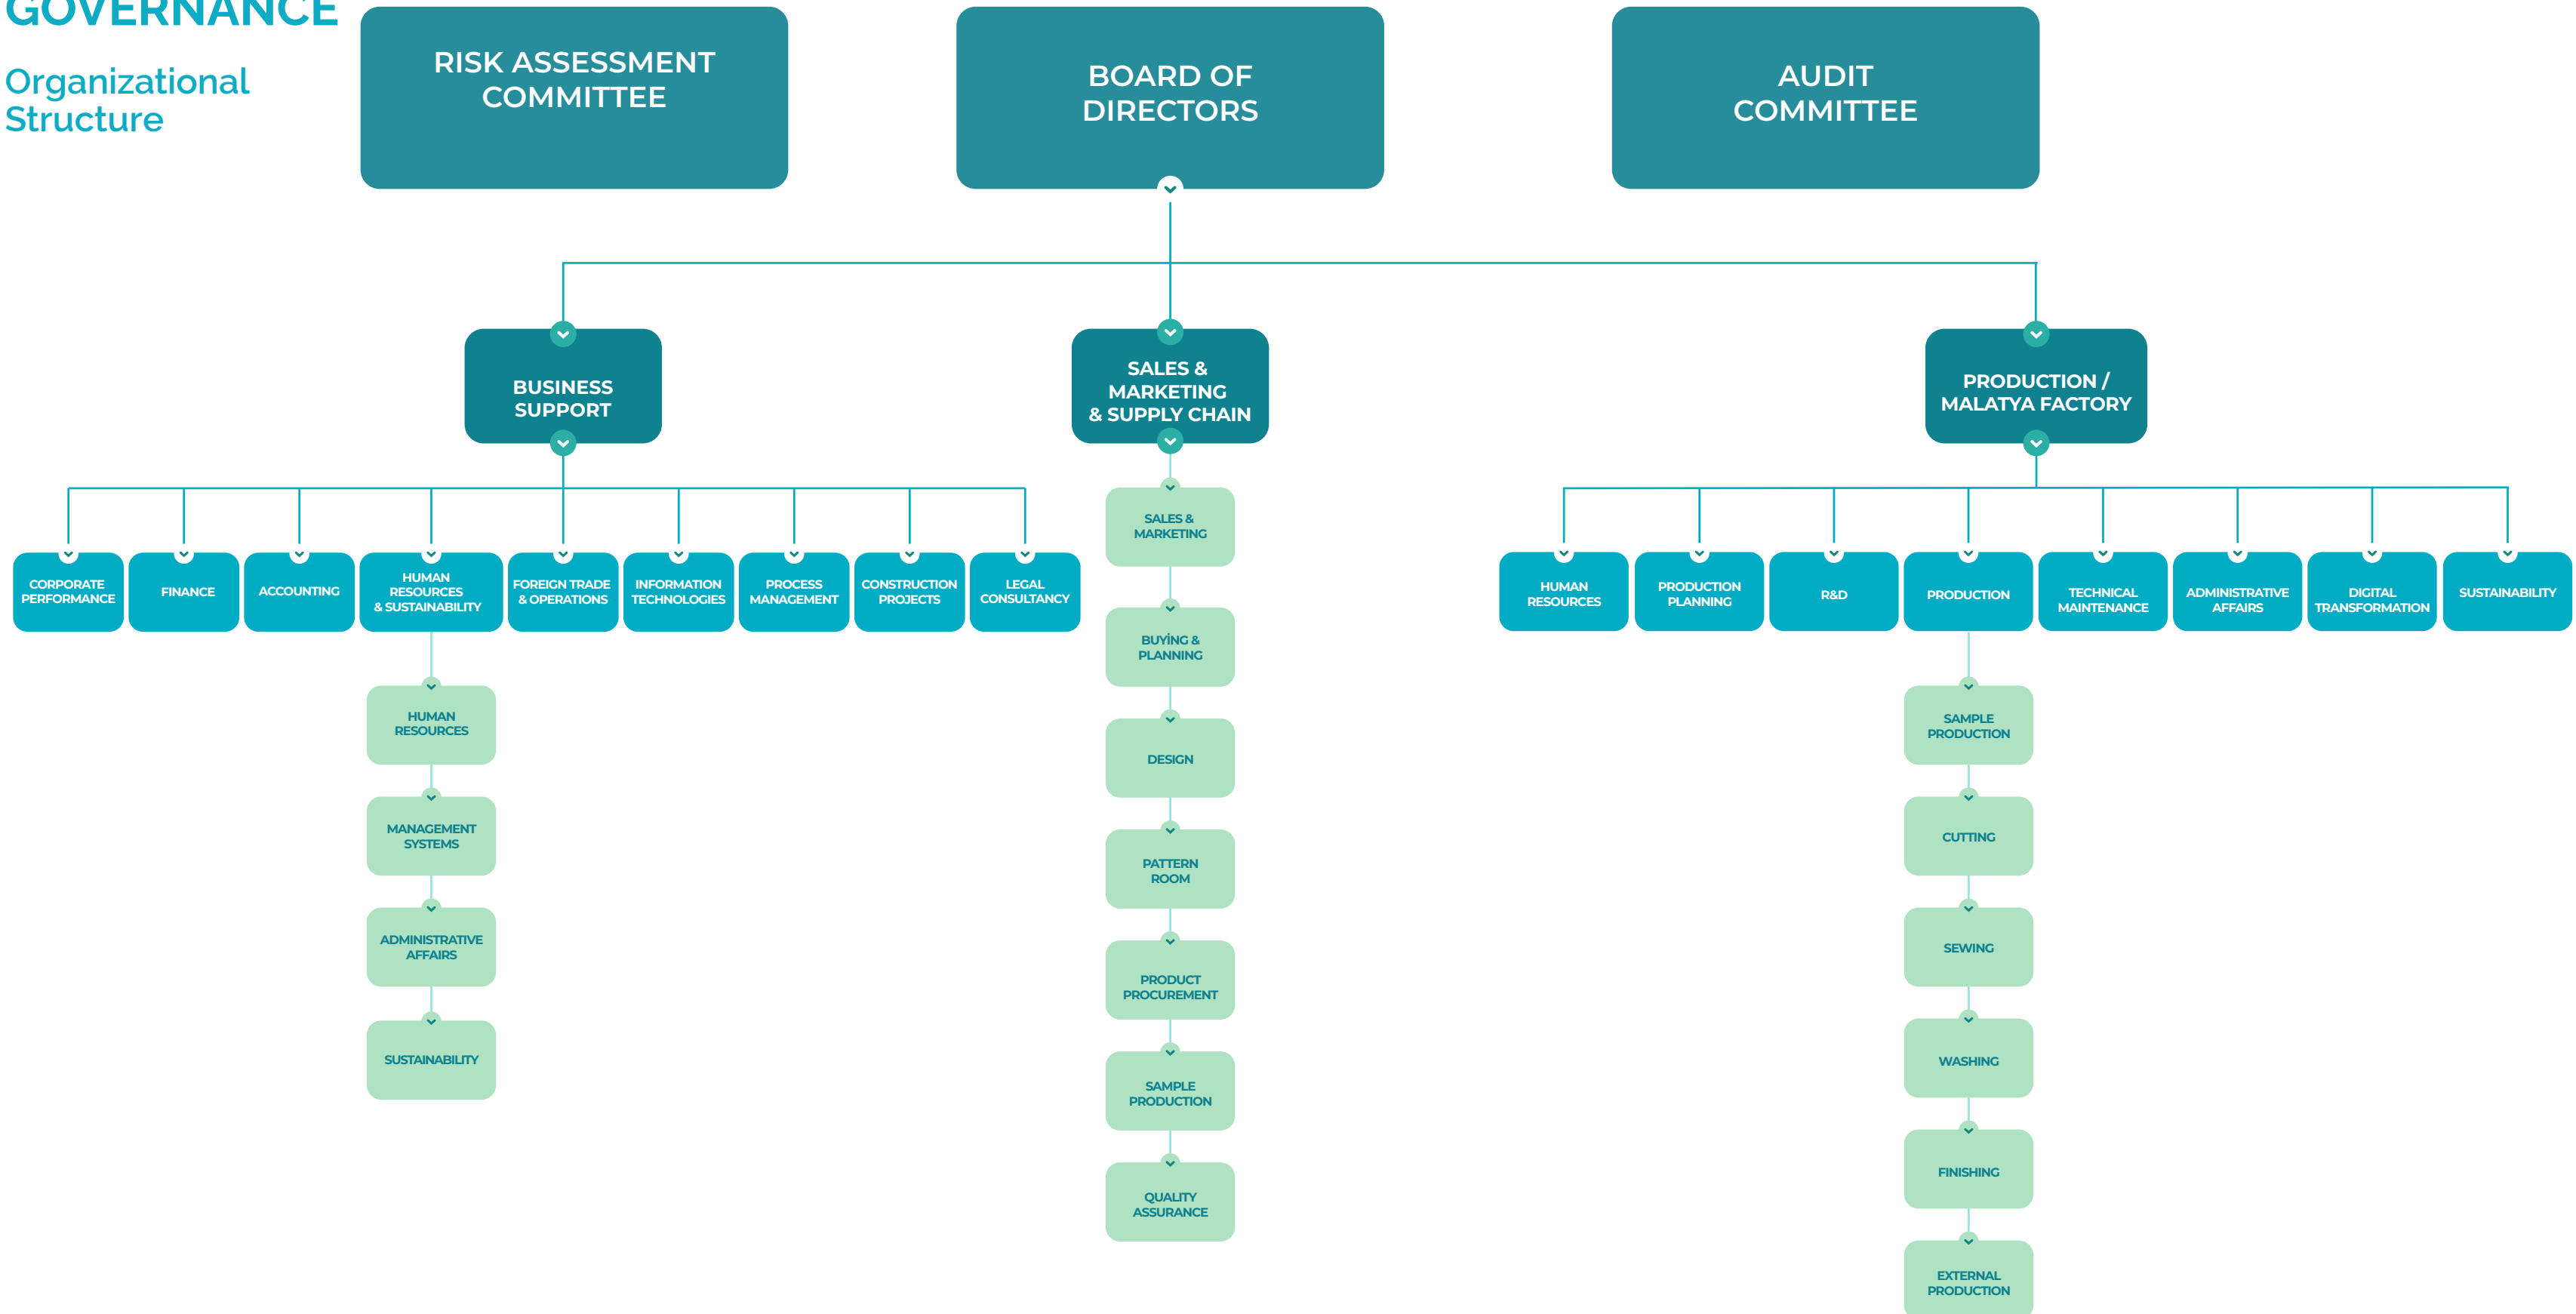 GOVERNANCE
Organizational
Structure
RISK ASSESSMENT
COMMITTEE
BOARD OF
DIRECTORS
AUDIT
COMMITTEE
BUSINESS
SUPPORT
SALES &
MARKETING
& SUPPLY CHAIN
PRODUCTION /
MALATYA FACTORY
CORPORATE
PERFORMANCE
FINANCE
ACCOUNTING
HUMAN
RESOURCES
& SUSTAINABILITY
FOREIGN TRADE
& OPERATIONS
INFORMATION
TECHNOLOGIES
PROCESS
MANAGEMENT
CONSTRUCTION
PROJECTS
LEGAL
CONSULTANCY
HUMAN
RESOURCES
MANAGEMENT
SYSTEMS
ADMINISTRATIVE
AFFAIRS
SUSTAINABILITY
SALES &
MARKETING
BUYİNG &
PLANNING
DESIGN
PATTERN
ROOM
PRODUCT
PROCUREMENT
SAMPLE
PRODUCTION
QUALITY
ASSURANCE
HUMAN
RESOURCES
PRODUCTION
PLANNING
R&D
PRODUCTION
TECHNICAL
MAINTENANCE
ADMINISTRATIVE
AFFAIRS
DIGITAL
TRANSFORMATION
SUSTAINABILITY
SAMPLE
PRODUCTION
CUTTING
SEWING
WASHING
FINISHING
EXTERNAL
PRODUCTION